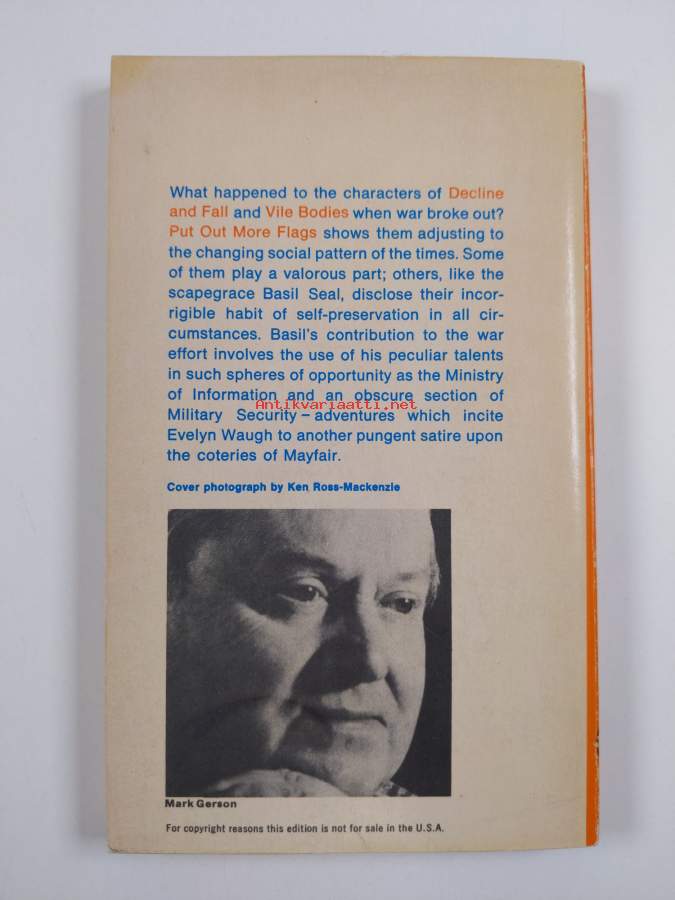 What happened to the characters of Decline
and Fall and Vile Bodies when war broke out?
Put Out More Flags shows them adjusting to
the changing social pattern of the times. Some
of them play a valorous part; others, like the
scapegrace Basil Seal, disclose their incor-
rigible habit of self-preservation in all cir-
cumstances. Basil's contribution to the war
effort involves the use of his peculiar talents
in such spheres of opportunity as the Ministry
of Information and an obscure section of
Antikvariaatti.net
Military Security – adventures which incite
Evelyn Waugh to another pungent satire upon
the coteries of Mayfair.
Cover photograph by Ken Ross-Mackenzie
Mark Gerson
For copyright reasons this edition is not for sale in the U.S.A.